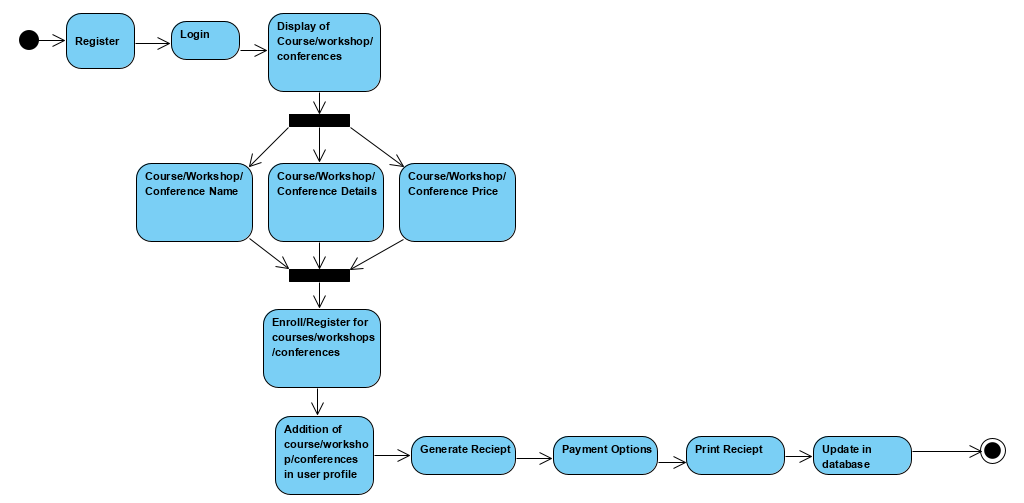 Register
Login
Display of
Course/workshop/
conferences
Course/Workshop/
Conference Name
Course/Workshop/
Conference Details
Course/Workshop/
Conference Price
Enroll/Register for
courses/workshops
/conferences
Addition of
course/worksho
p/conferences
in user profile
Generate Reciept
Payment Options
Print Reciept
Update in
database